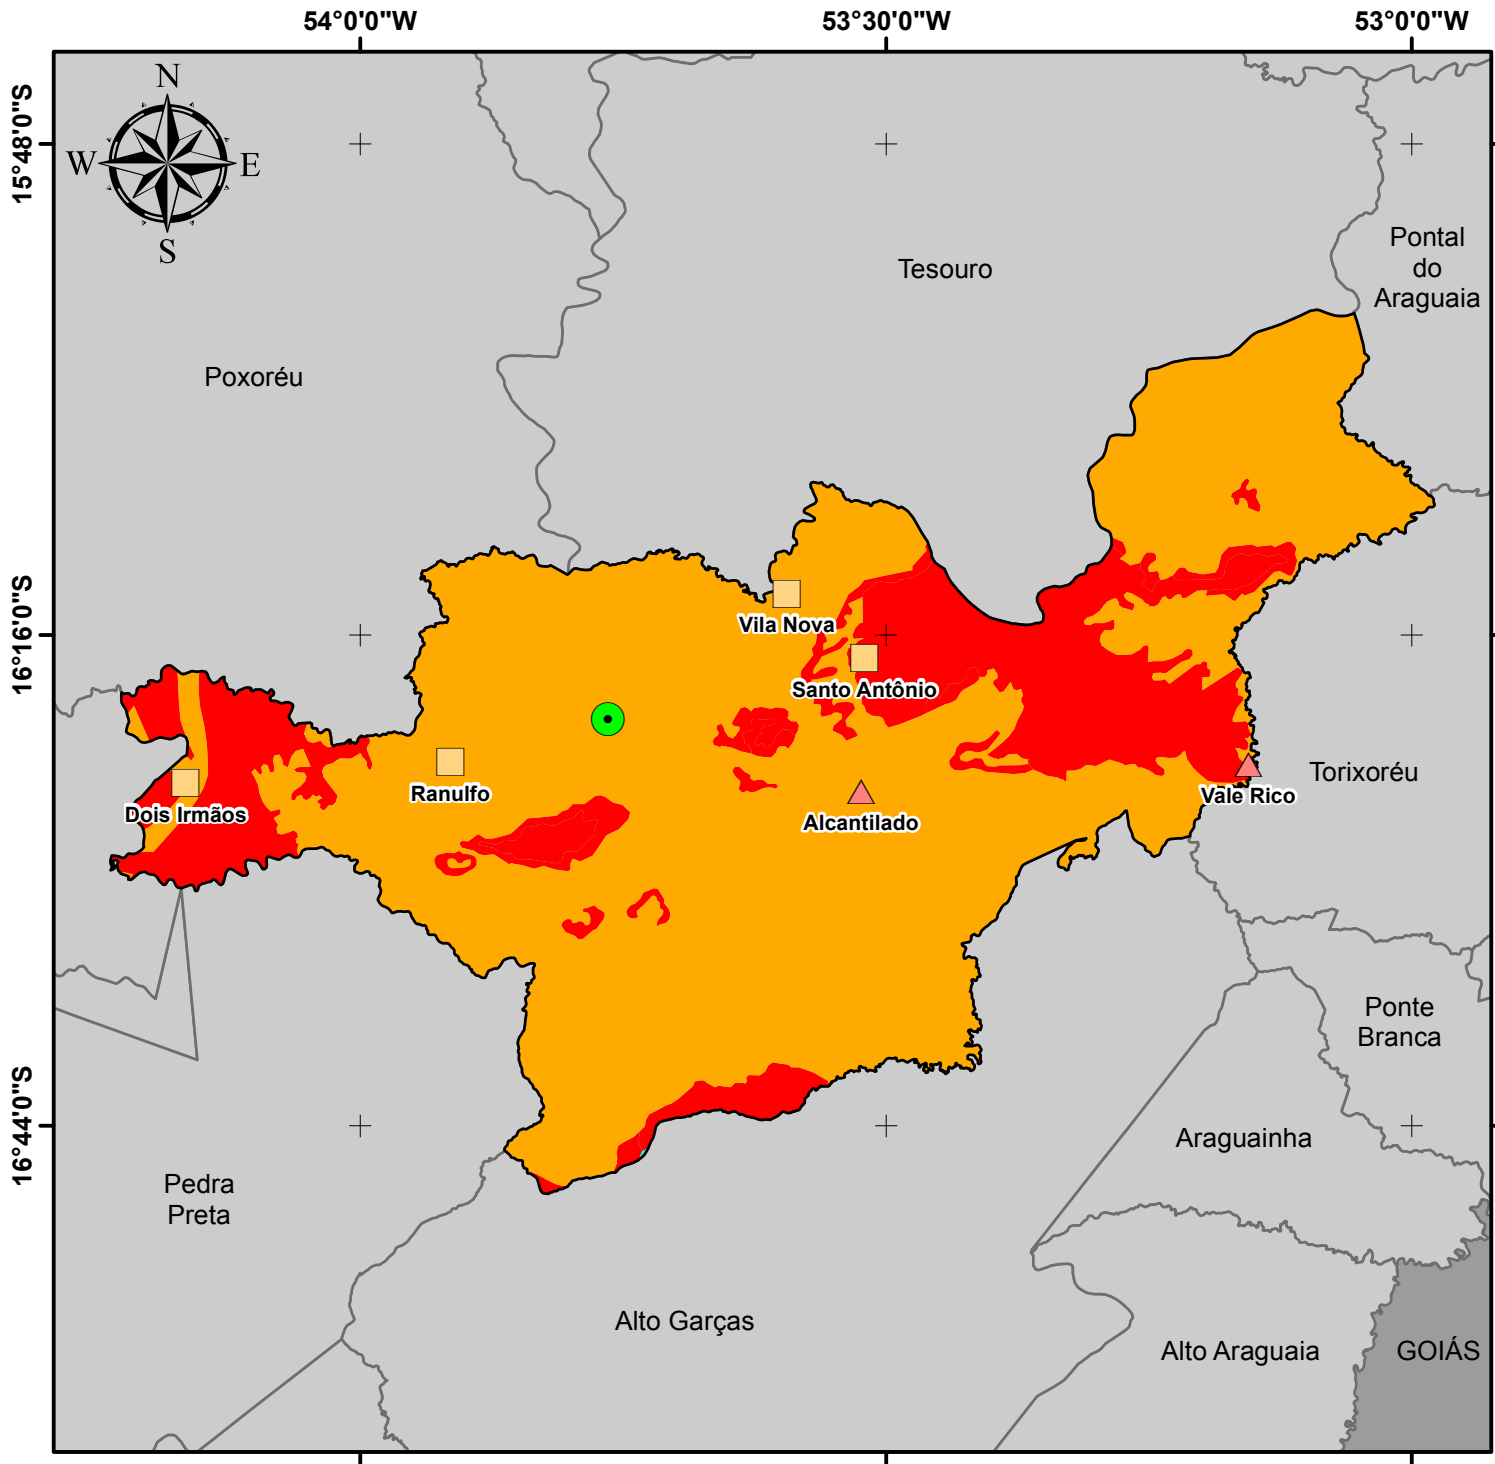 54°0'0"W
53°30'0"W
53°0'0"W
15°48'0"S
16°16'0"S
16°44'0"S
N
W
E
S
Tesouro
Pontal
do
Araguaia
Poxoréu
Vila Nova
Santo Antônio
Ranulfo
Dois Irmãos
Alcantilado
Vale Rico
Torixoréu
Ponte
Branca
Araguainha
Pedra
Preta
Alto Garças
Alto Araguaia
GOIÁS